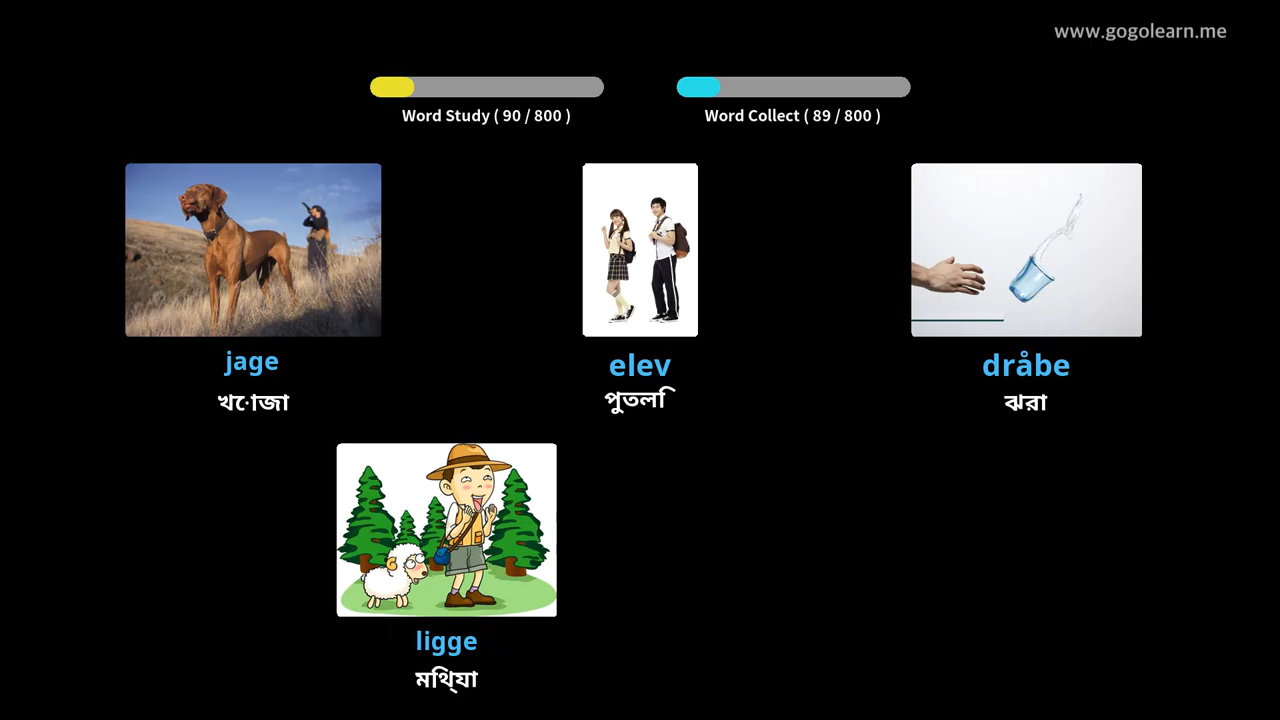 www.gogolearn.me
Word Study ( 90 / 800 )
Word Collect ( 89 / 800 )
jage
elev
dråbe
খোঁজা
পুতলি
ঝরা
ligge
মিথ্যা